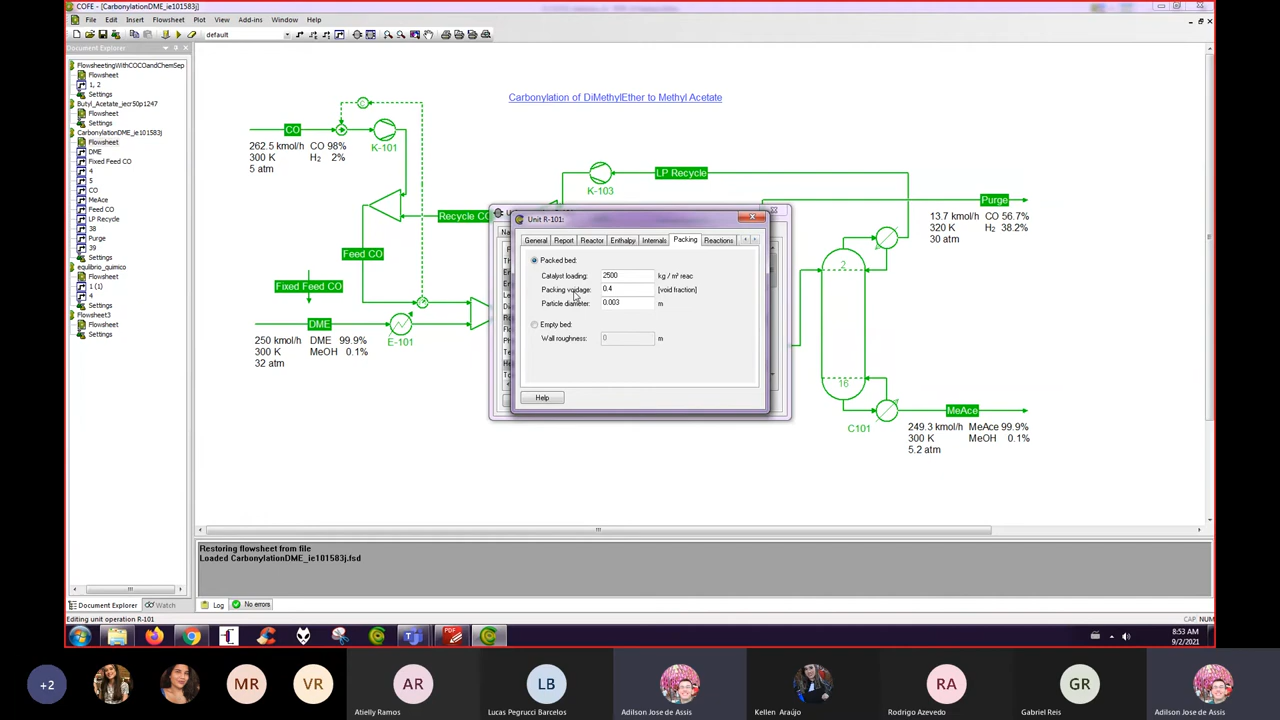 COFE - [CarbonylationDME_ie101583j]
File Edit Insert Flowsheet Plot View Add-ins Window Help
default
Document Explorer
FlowsheetingWithCOCOandChemSep
Flowsheet
1, 2
Settings
Butyl_Acetate_iecr50p1247
Flowsheet
Settings
CarbonylationDME_ie101583j
Flowsheet
DME
Fixed Feed CO
4
5
CO
MeAce
Feed CO
LP Recycle
38
Purge
39
Settings
equlibrio_quimico
Flowsheet
1 (1)
4
Settings
Flowsheet3
Flowsheet
Settings
Document Explorer Watch
Carbonylation of DiMethylEther to Methyl Acetate
C
CO
K-101
262.5 kmol/h CO 98%
300 K H2 2%
5 atm
K-103
LP Recycle
Recycle CO
Feed CO
Fixed Feed CO
DME
E-101
250 kmol/h DME 99.9%
300 K MeOH 0.1%
32 atm
Purge
13.7 kmol/h CO 56.7%
320 K H2 38.2%
30 atm
2
16
C101
MeAce
249.3 kmol/h MeAce 99.9%
300 K MeOH 0.1%
5.2 atm
Unit R-101:
General Report Reactor Enthalpy Internals Packing Reactions
Packed bed:
Catalyst loading: 2500 kg / m³ reac
Packing voidage: 0.4 [void fraction]
Particle diameter: 0.003 m
Empty bed:
Wall roughness: 0 m
Help
Restoring flowsheet from file
Loaded CarbonylationDME_ie101583j.fsd
Log No errors
Editing unit operation R-101
CAP NUM
PDF
8:53 AM
9/2/2021
+2
MR
VR
AR
Atielly Ramos
LB
Lucas Pegrucci Barcelos
Adilson Jose de Assis
Kellen Araújo
RA
Rodrigo Azevedo
GR
Gabriel Reis
Adilson Jose de Assis